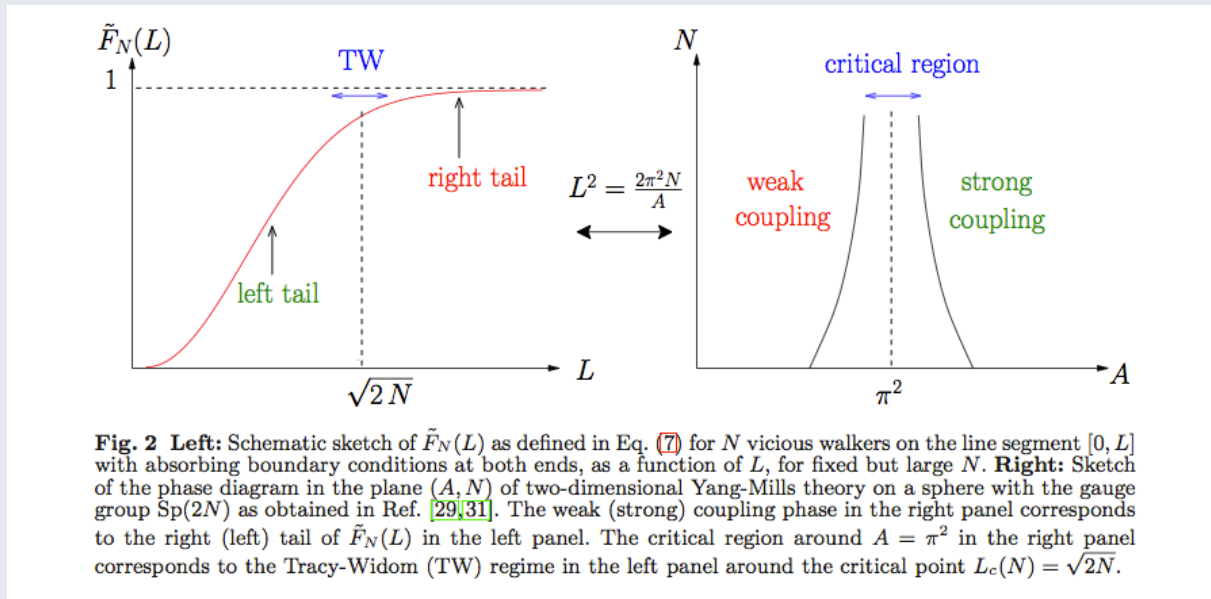 F̃_N(L)
1
TW
right tail
left tail
√2N
L
L² = 2π²N/A
N
critical region
weak
coupling
strong
coupling
π²
A
Fig. 2 Left: Schematic sketch of F̃_N(L) as defined in Eq. (7) for N vicious walkers on the line segment [0, L]
with absorbing boundary conditions at both ends, as a function of L, for fixed but large N. Right: Sketch
of the phase diagram in the plane (A, N) of two-dimensional Yang-Mills theory on a sphere with the gauge
group Sp(2N) as obtained in Ref. [29,31]. The weak (strong) coupling phase in the right panel corresponds
to the right (left) tail of F̃_N(L) in the left panel. The critical region around A = π² in the right panel
corresponds to the Tracy-Widom (TW) regime in the left panel around the critical point L_c(N) = √2N.